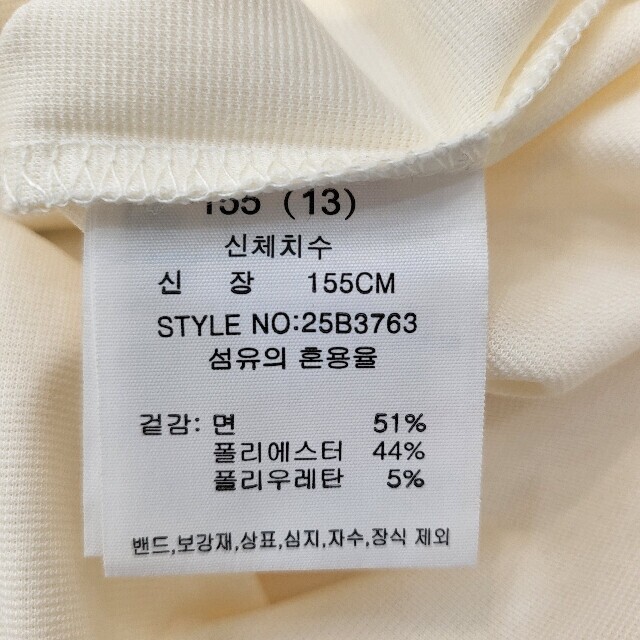 155 (13)
신체치수
신 장 155CM
STYLE NO:25B3763
섬유의 혼용율
겉감: 면 51%
폴리에스터 44%
폴리우레탄 5%
밴드,보강재,상표,심지,자수,장식 제외